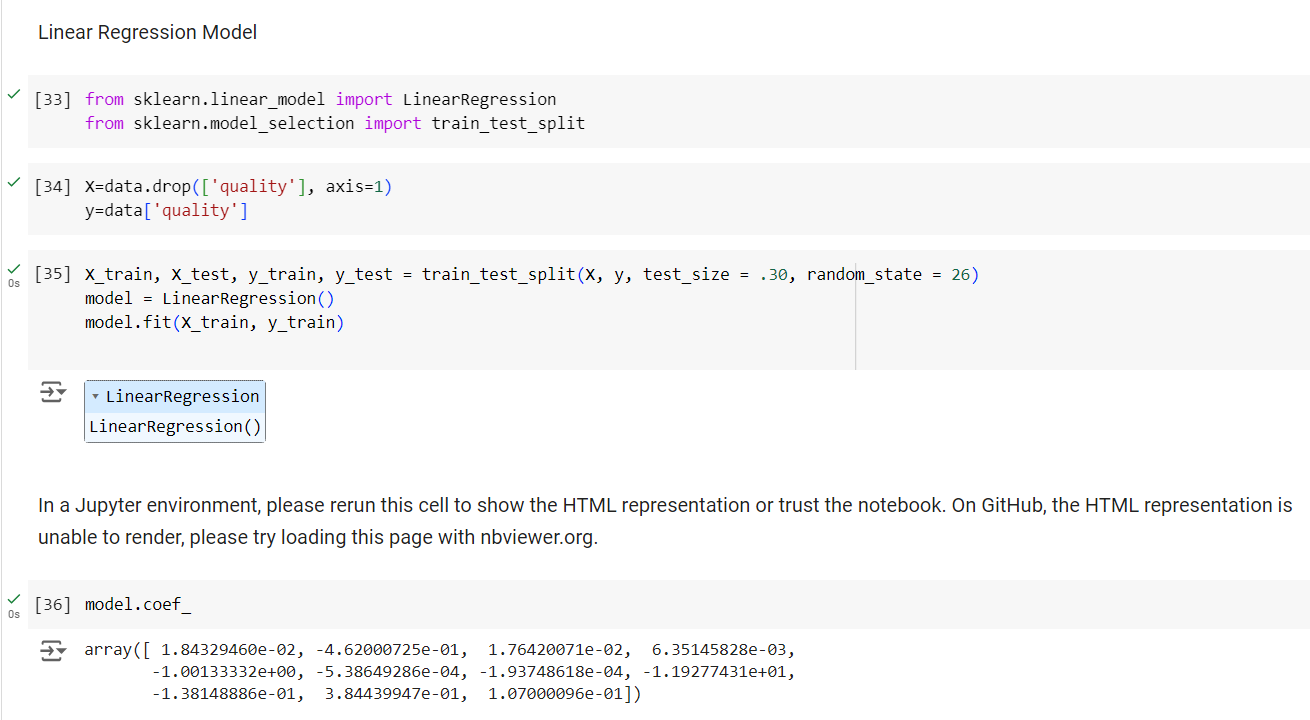 Linear Regression Model
[33] from sklearn.linear_model import LinearRegression
from sklearn.model_selection import train_test_split
[34] X=data.drop(['quality'], axis=1)
y=data['quality']
0s
[35] X_train, X_test, y_train, y_test = train_test_split(X, y, test_size = .30, random_state = 26)
model = LinearRegression()
model.fit(X_train, y_train)
▾ LinearRegression
LinearRegression()
In a Jupyter environment, please rerun this cell to show the HTML representation or trust the notebook. On GitHub, the HTML representation is
unable to render, please try loading this page with nbviewer.org.
0s
[36] model.coef_
array([ 1.84329460e-02, -4.62000725e-01,  1.76420071e-02,  6.35145828e-03,
-1.00133332e+00, -5.38649286e-04, -1.93748618e-04, -1.19277431e+01,
-1.38148886e-01,  3.84439947e-01,  1.07000096e-01])